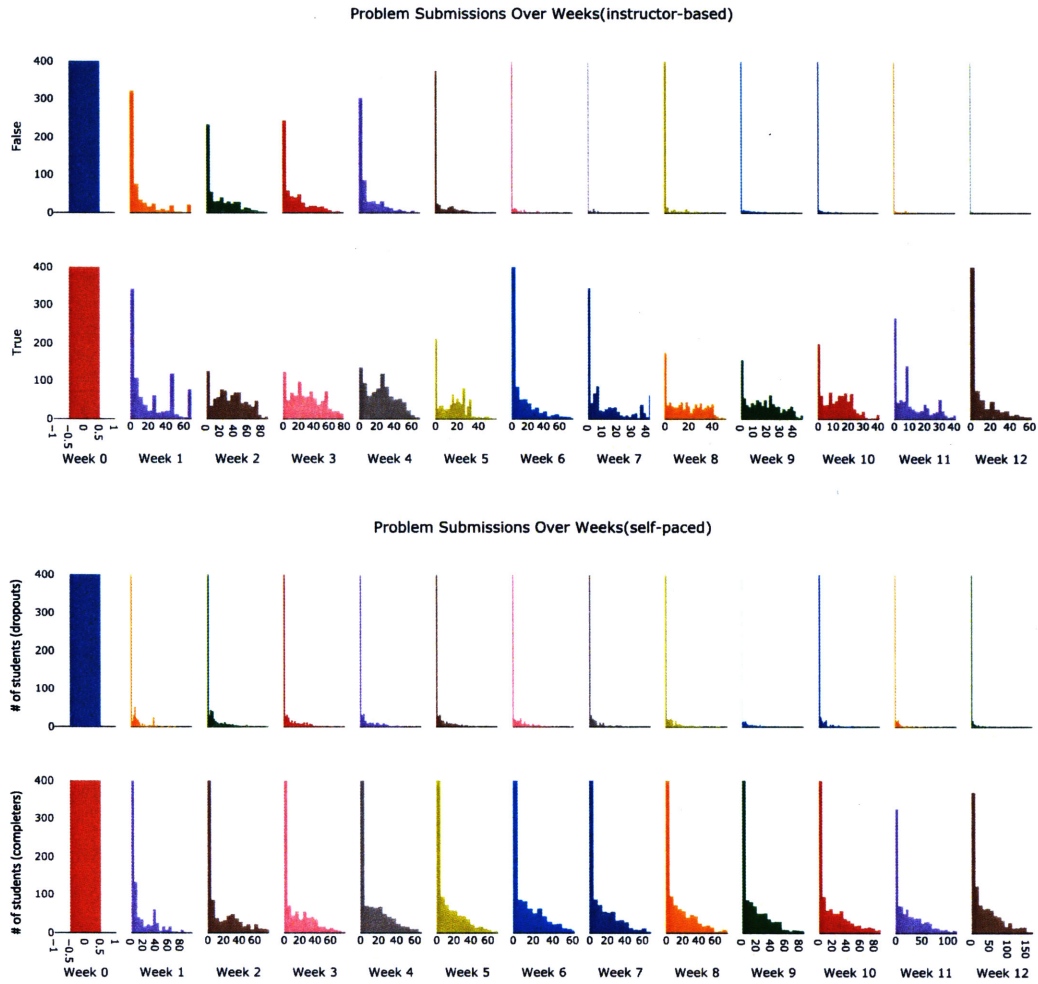 Problem Submissions Over Weeks(instructor-based)
400
300
200
100
0
False
400
300
200
100
0
True
−1
−0.5
0
0.5
1
0 20 40 60
0 20 40 60 80
0 20 40 60
0 20 40 60
0 20 40
0 20 40 60
0 10 20 30 40
0 20 40
0 20 40
0 10 20 30 40
0 10 20 30 40
0 20 40 60
Week 0 Week 1 Week 2 Week 3 Week 4 Week 5 Week 6 Week 7 Week 8 Week 9 Week 10 Week 11 Week 12
Problem Submissions Over Weeks(self-paced)
400
300
200
100
0
# of students (dropouts)
400
300
200
100
0
# of students (completers)
−1
−0.5
0
0.5
1
0 20 40 60 80
0 20 40 60
0 20 40 60
0 20 40 60
0 20 40 60
0 20 40 60
0 20 40 60
0 20 40 60
0 20 40 60 80
0 20 40 60 80
0 50 100
0 50 100 150
Week 0 Week 1 Week 2 Week 3 Week 4 Week 5 Week 6 Week 7 Week 8 Week 9 Week 10 Week 11 Week 12